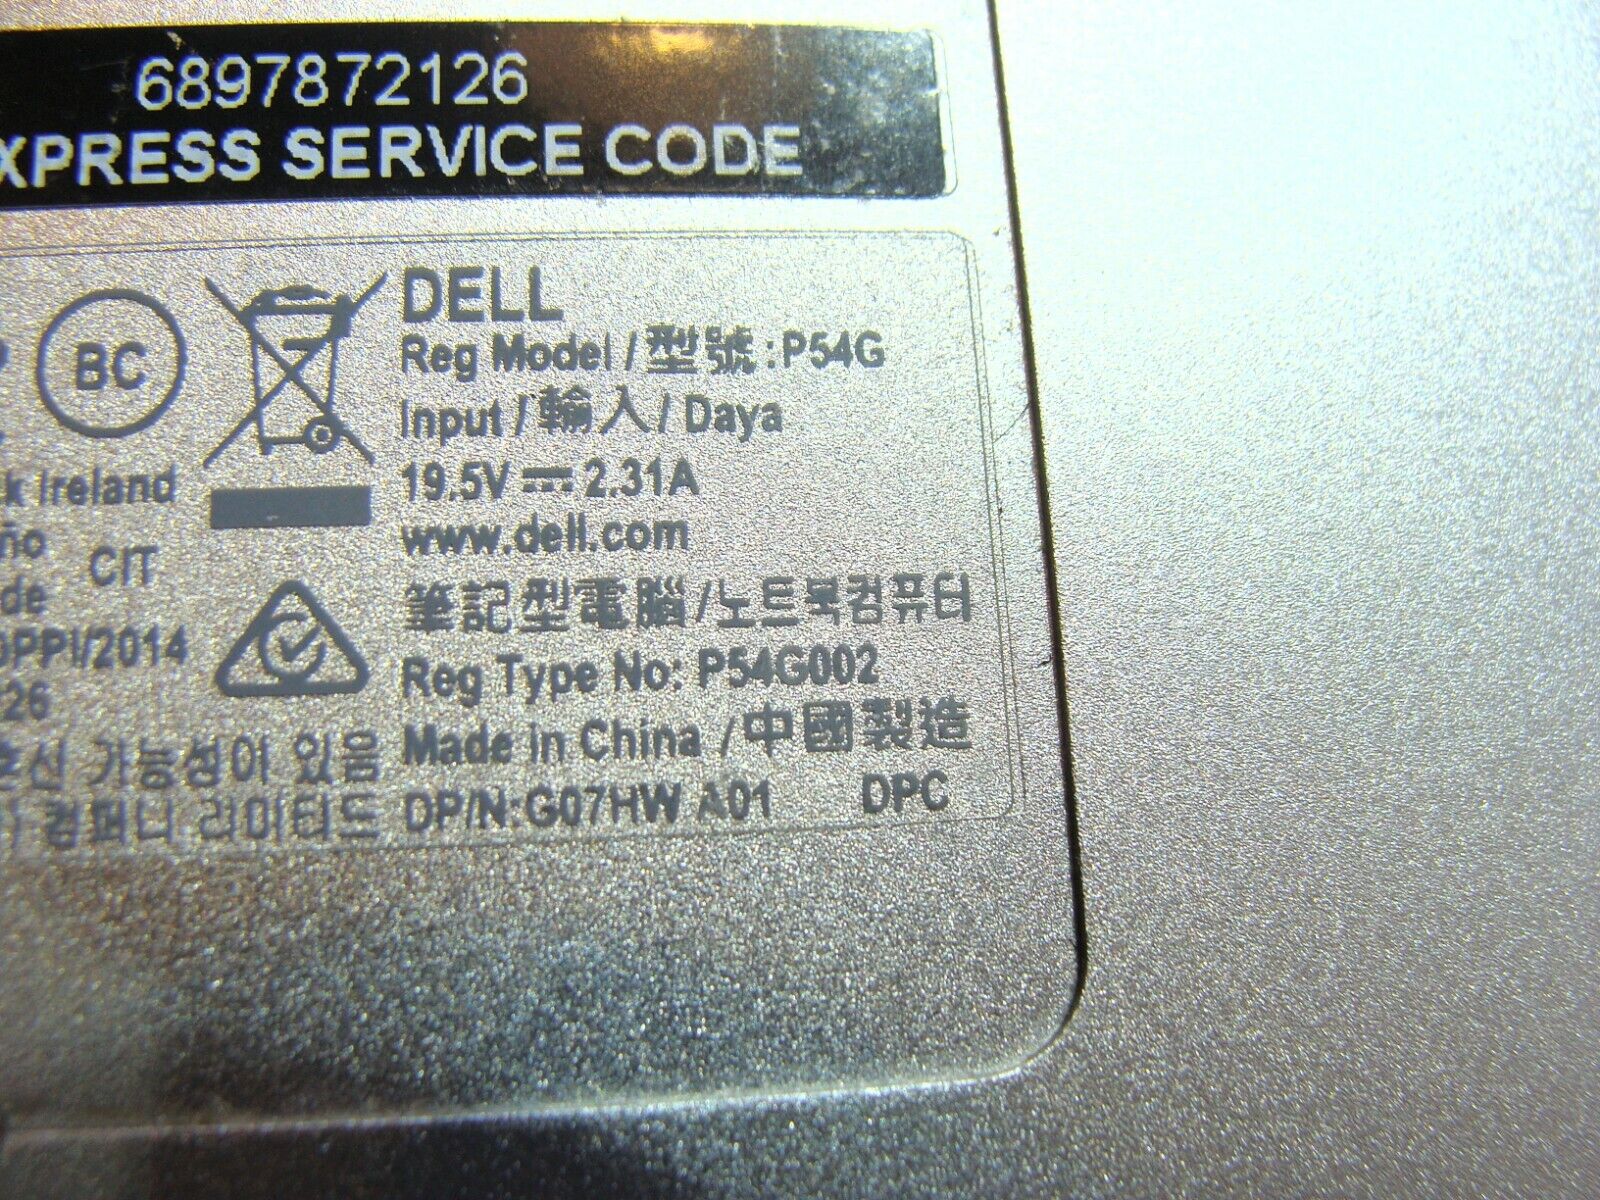 6897872126
XPRESS SERVICE CODE
BC
DELL
Reg Model / 型號 : P54G
Input / 輸入 / Daya
19.5V ⎓ 2.31A
www.dell.com
筆記型電腦/노트북컴퓨터
Reg Type No: P54G002
Made in China / 中國製造
DP/N:G07HW A01 DPC
k Ireland
ño
CIT
de
PPI/2014
26
신 가능성이 있음
컴퍼니 리미티드